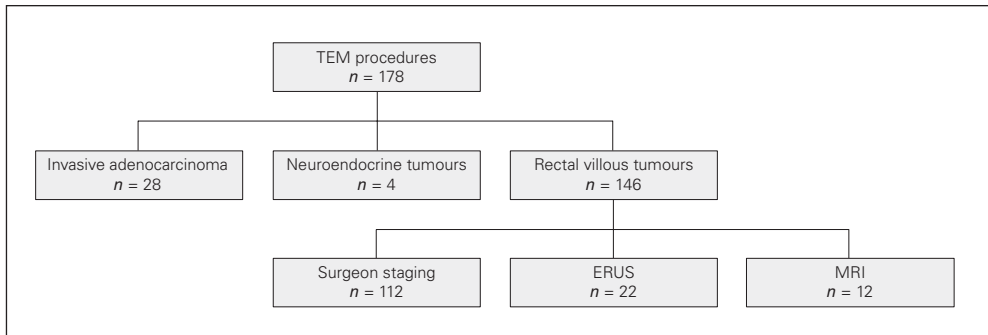 TEM procedures
n = 178
Invasive adenocarcinoma
n = 28
Neuroendocrine tumours
n = 4
Rectal villous tumours
n = 146
Surgeon staging
n = 112
ERUS
n = 22
MRI
n = 12